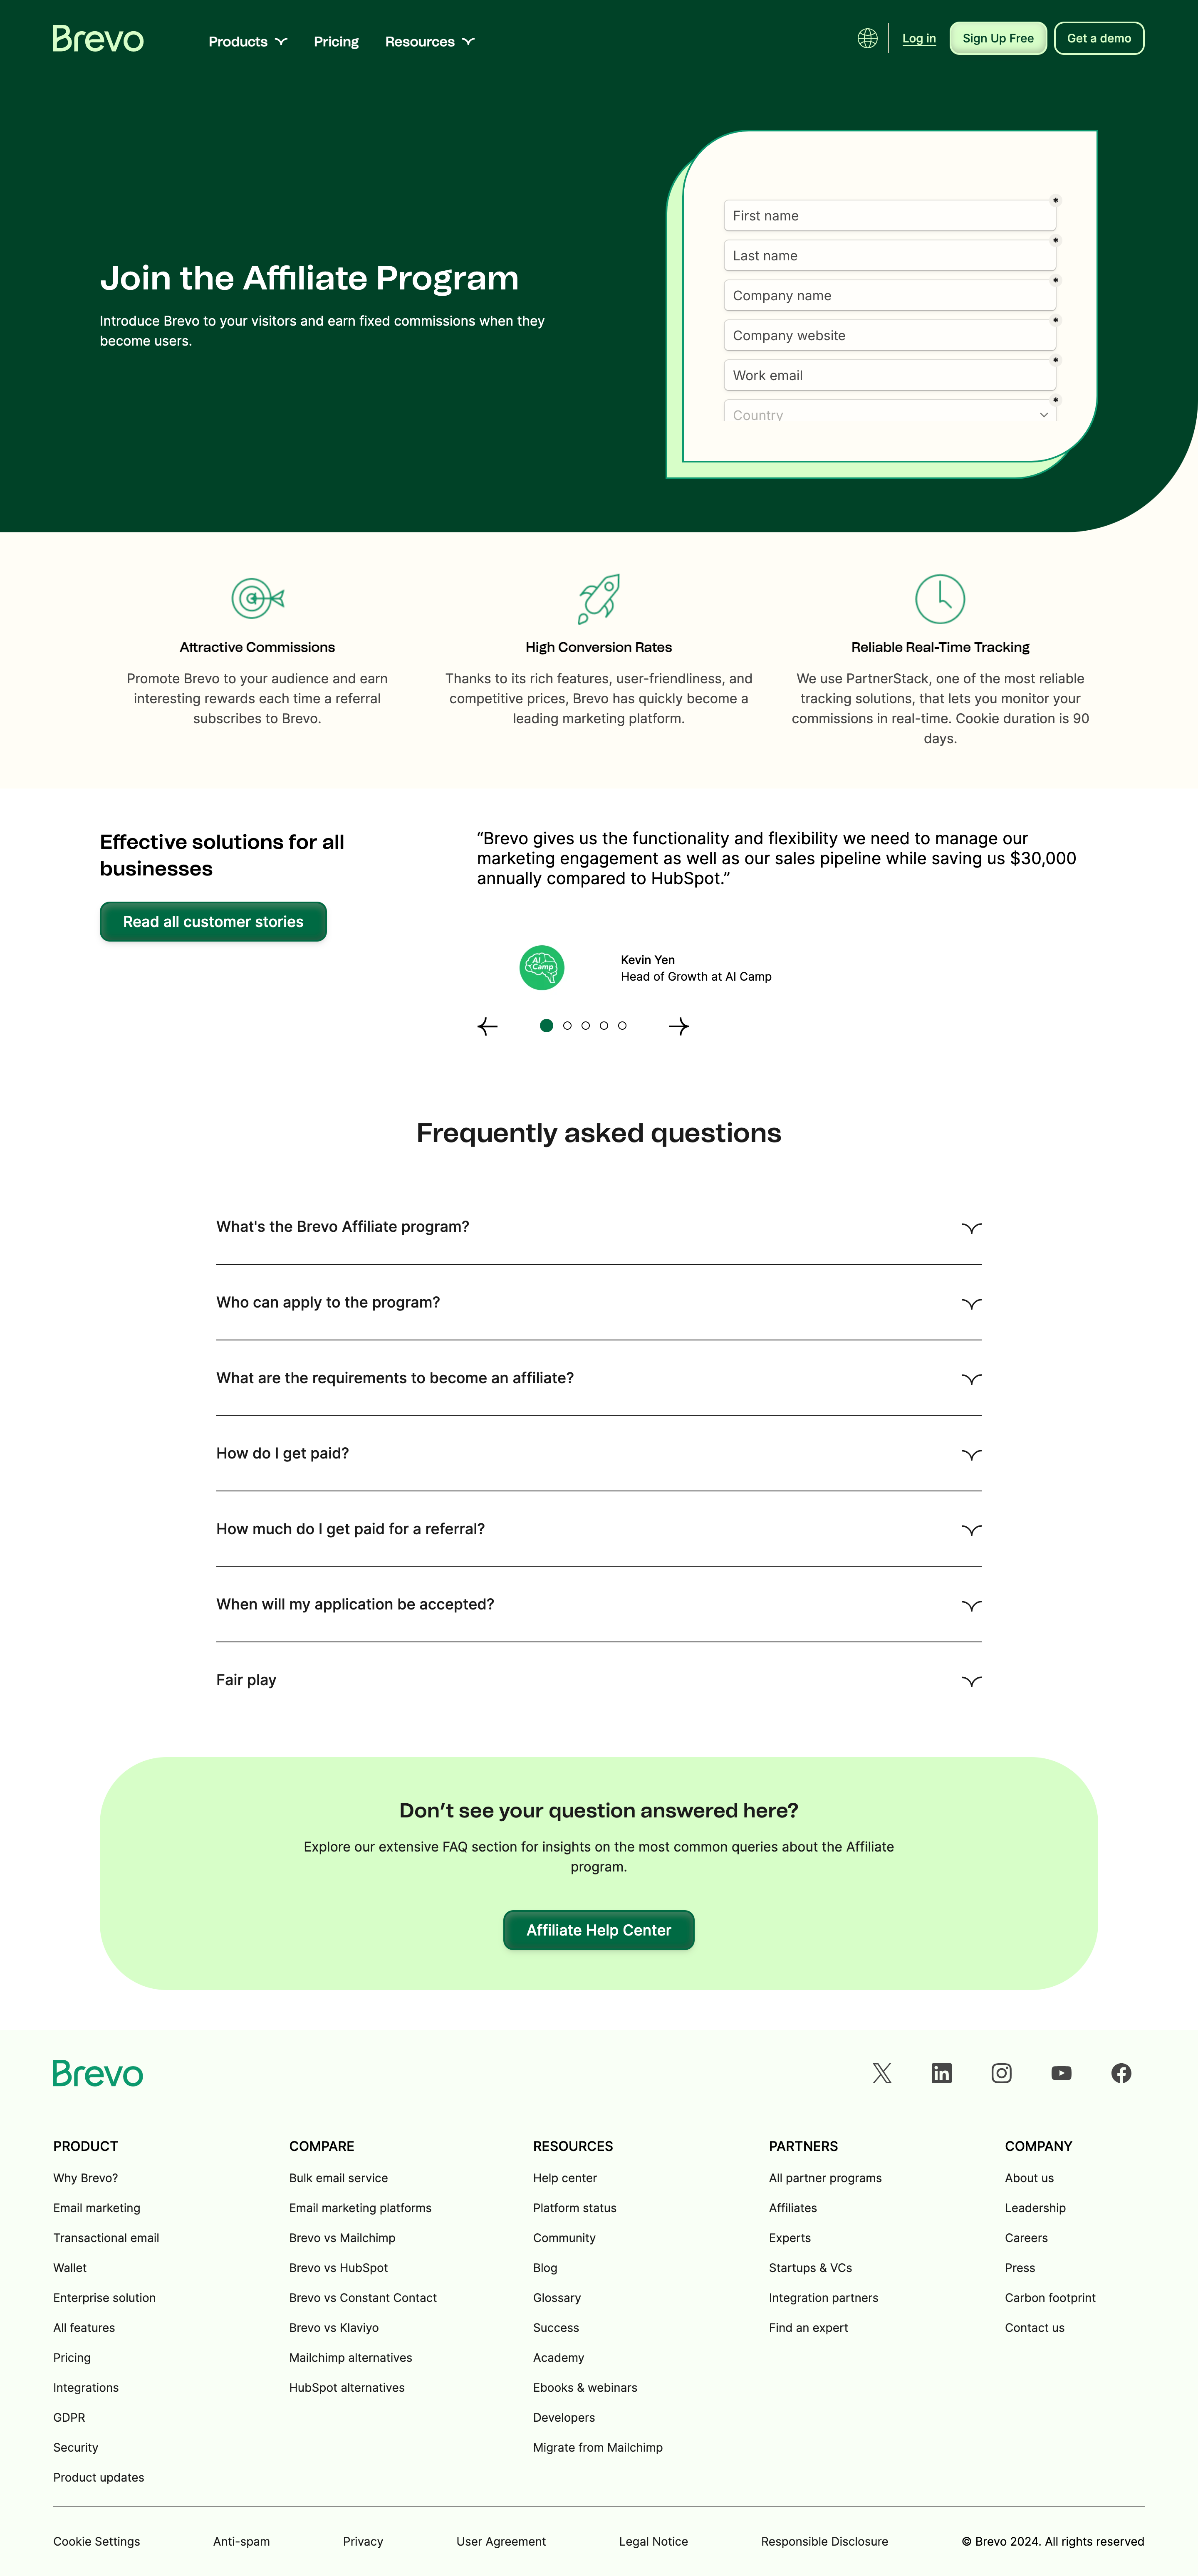 Brevo
Products
Pricing
Resources
Log in
Sign Up Free
Get a demo
Join the Affiliate Program
Introduce Brevo to your visitors and earn fixed commissions when they
become users.
First name
*
Last name
*
Company name
*
Company website
*
Work email
*
Country
*
Attractive Commissions
Promote Brevo to your audience and earn
interesting rewards each time a referral
subscribes to Brevo.
High Conversion Rates
Thanks to its rich features, user-friendliness, and
competitive prices, Brevo has quickly become a
leading marketing platform.
Reliable Real-Time Tracking
We use PartnerStack, one of the most reliable
tracking solutions, that lets you monitor your
commissions in real-time. Cookie duration is 90
days.
Effective solutions for all
businesses
Read all customer stories
“Brevo gives us the functionality and flexibility we need to manage our
marketing engagement as well as our sales pipeline while saving us $30,000
annually compared to HubSpot.”
AI
Camp
Kevin Yen
Head of Growth at AI Camp
Frequently asked questions
What's the Brevo Affiliate program?
Who can apply to the program?
What are the requirements to become an affiliate?
How do I get paid?
How much do I get paid for a referral?
When will my application be accepted?
Fair play
Don’t see your question answered here?
Explore our extensive FAQ section for insights on the most common queries about the Affiliate
program.
Affiliate Help Center
Brevo
PRODUCT
Why Brevo?
Email marketing
Transactional email
Wallet
Enterprise solution
All features
Pricing
Integrations
GDPR
Security
Product updates
COMPARE
Bulk email service
Email marketing platforms
Brevo vs Mailchimp
Brevo vs HubSpot
Brevo vs Constant Contact
Brevo vs Klaviyo
Mailchimp alternatives
HubSpot alternatives
RESOURCES
Help center
Platform status
Community
Blog
Glossary
Success
Academy
Ebooks & webinars
Developers
Migrate from Mailchimp
PARTNERS
All partner programs
Affiliates
Experts
Startups & VCs
Integration partners
Find an expert
COMPANY
About us
Leadership
Careers
Press
Carbon footprint
Contact us
Cookie Settings
Anti-spam
Privacy
User Agreement
Legal Notice
Responsible Disclosure
© Brevo 2024. All rights reserved